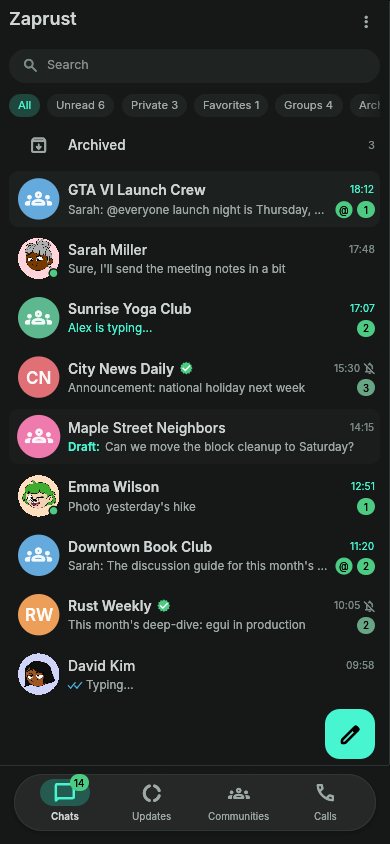 Zaprust
Search
All Unread 6 Private 3 Favorites 1 Groups 4 Arch
Archived 3
GTA VI Launch Crew 18:12
Sarah: @everyone launch night is Thursday, ... @ 1
Sarah Miller 17:48
Sure, I'll send the meeting notes in a bit
Sunrise Yoga Club 17:07
Alex is typing... 2
CN City News Daily 15:30
Announcement: national holiday next week 3
Maple Street Neighbors 14:15
Draft: Can we move the block cleanup to Saturday?
Emma Wilson 12:51
Photo yesterday's hike 1
Downtown Book Club 11:20
Sarah: The discussion guide for this month's ... @ 2
RW Rust Weekly 10:05
This month's deep-dive: egui in production 2
David Kim 09:58
Typing...
14
Chats Updates Communities Calls